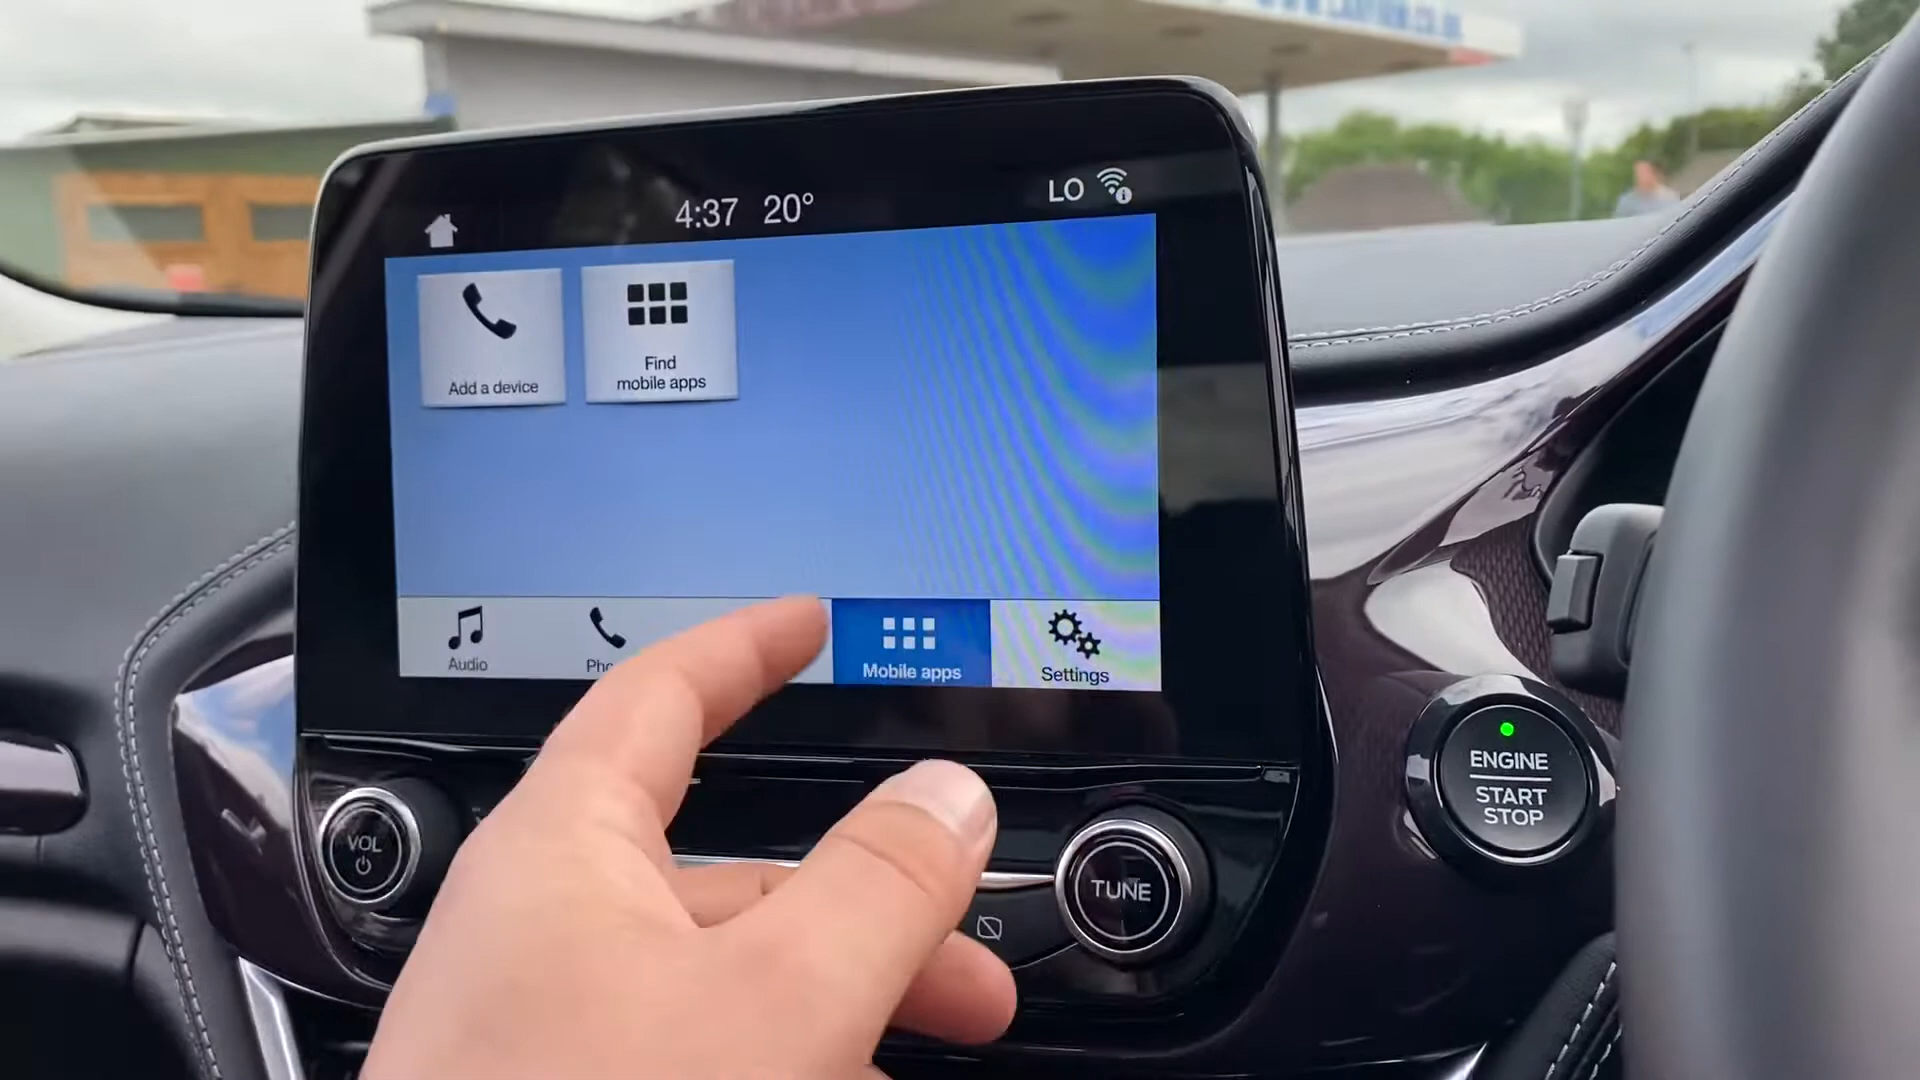 4:37 20°
LO
Add a device
Find
mobile apps
Audio
Mobile apps
Settings
VOL
TUNE
ENGINE
START
STOP